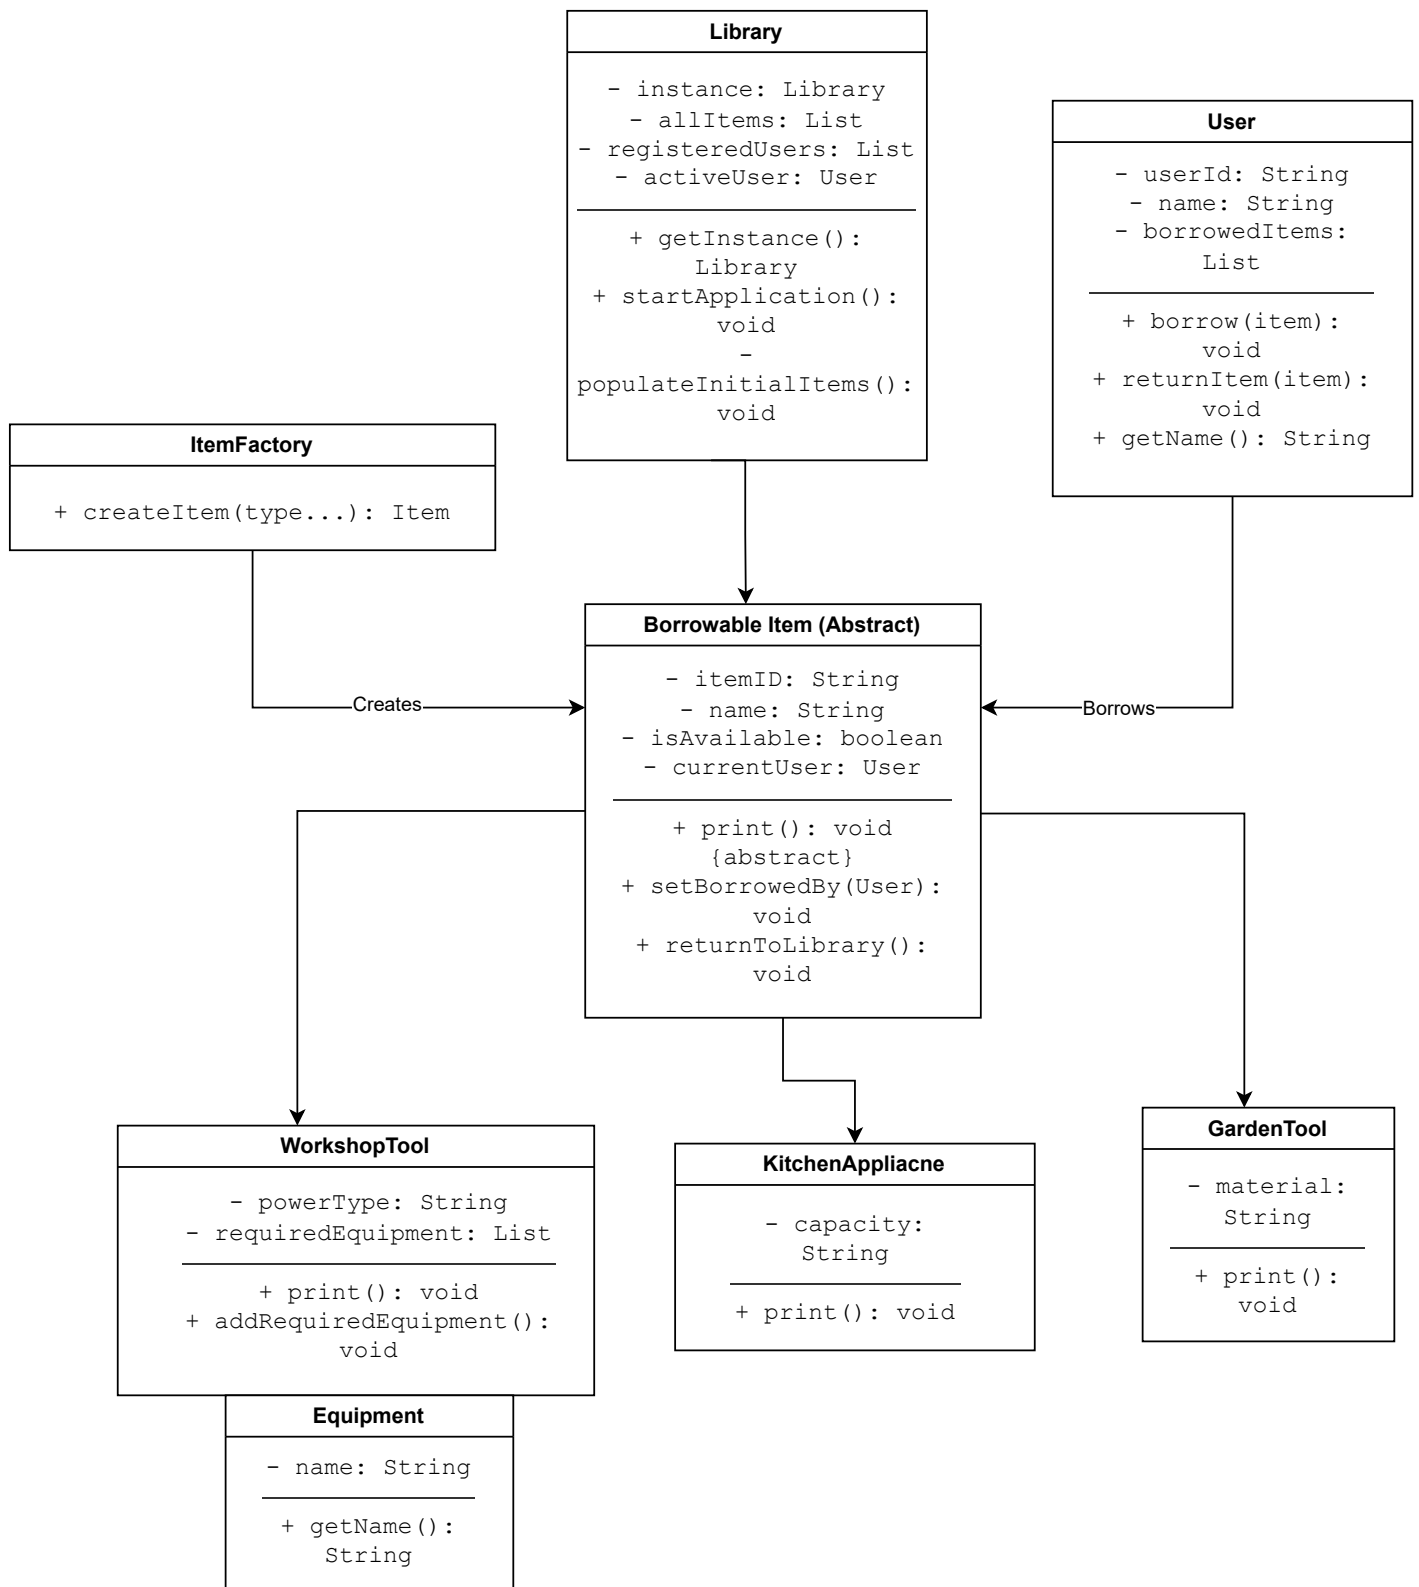 Library
- instance: Library
- allItems: List
- registeredUsers: List
- activeUser: User
+ getInstance():
Library
+ startApplication():
void
-
populateInitialItems():
void
User
- userId: String
- name: String
- borrowedItems:
List
+ borrow(item):
void
+ returnItem(item):
void
+ getName(): String
ItemFactory
+ createItem(type...): Item
Creates
Borrowable Item (Abstract)
- itemID: String
- name: String
- isAvailable: boolean
- currentUser: User
+ print(): void
{abstract}
+ setBorrowedBy(User):
void
+ returnToLibrary():
void
Borrows
WorkshopTool
- powerType: String
- requiredEquipment: List
+ print(): void
+ addRequiredEquipment():
void
KitchenAppliacne
- capacity:
String
+ print(): void
GardenTool
- material:
String
+ print():
void
Equipment
- name: String
+ getName():
String